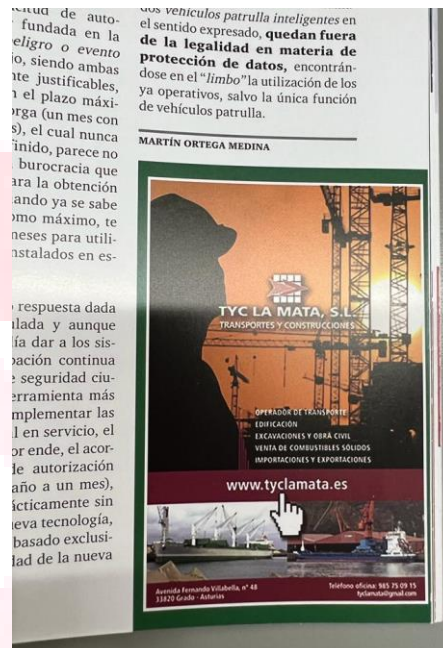 citud de auto-
fundada en la
eligro o evento
io, siendo ambas
nte justificables,
n el plazo máxi-
orga (un mes con
s), el cual nunca
finido, parece no
burocracia que
ara la obtención
ando ya se sabe
omo máximo, te
meses para utili-
nstalados en es-
respuesta dada
ulada y aunque
ía dar a los sis-
pación continua
seguridad ciu-
erramienta más
mplementar las
l en servicio, el
or ende, el acor-
de autorización
año a un mes),
ácticamente sin
eva tecnología,
basado exclusi-
dad de la nueva
dos vehículos patrulla inteligentes en
el sentido expresado, quedan fuera
de la legalidad en materia de
protección de datos, encontrán-
dose en el "limbo" la utilización de los
ya operativos, salvo la única función
de vehículos patrulla.
MARTÍN ORTEGA MEDINA
TYC LA MATA, S.L.
TRANSPORTES Y CONSTRUCCIONES
OPERADOR DE TRANSPORTE
EDIFICACIÓN
EXCAVACIONES Y OBRA CIVIL
VENTA DE COMBUSTIBLES SÓLIDOS
IMPORTACIONES Y EXPORTACIONES
www.tyclamata.es
Avenida Fernando Villabella, nº 48
33820 Grado - Asturias
Teléfono oficina: 985 75 09 15
tyclamata@gmail.com